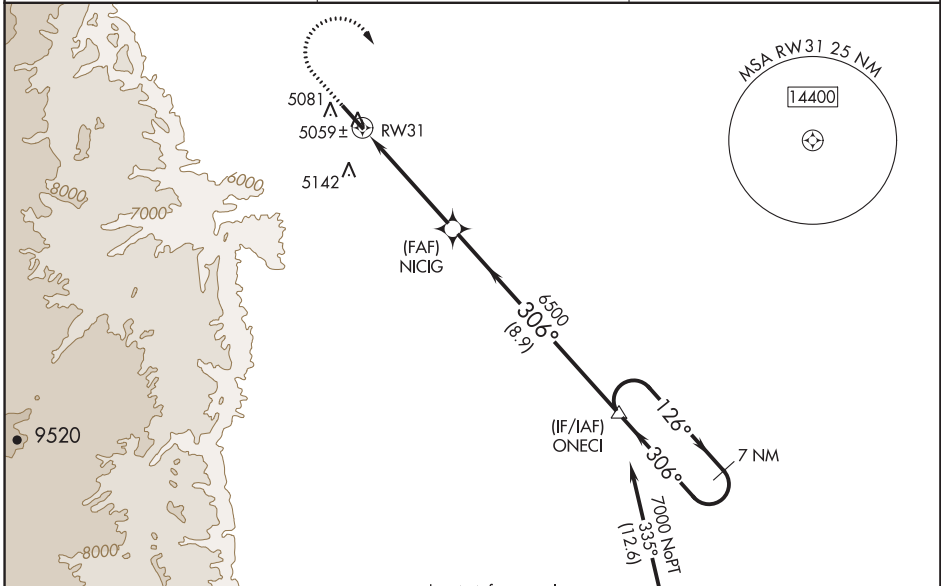 MSA RW31 25 NM
14400
5081
5059±
RW31
5142
6000
8000
7000
(FAF)
NICIG
6500
306°
(8.9)
9520
(IF/IAF)
ONECI
126°
306°
7 NM
7000 NoPT
335°
(12.6)
8000